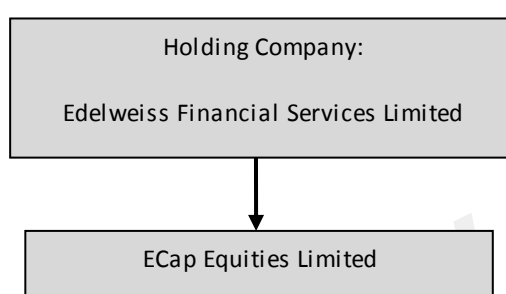 Holding Company:
Edelweiss Financial Services Limited
ECap Equities Limited